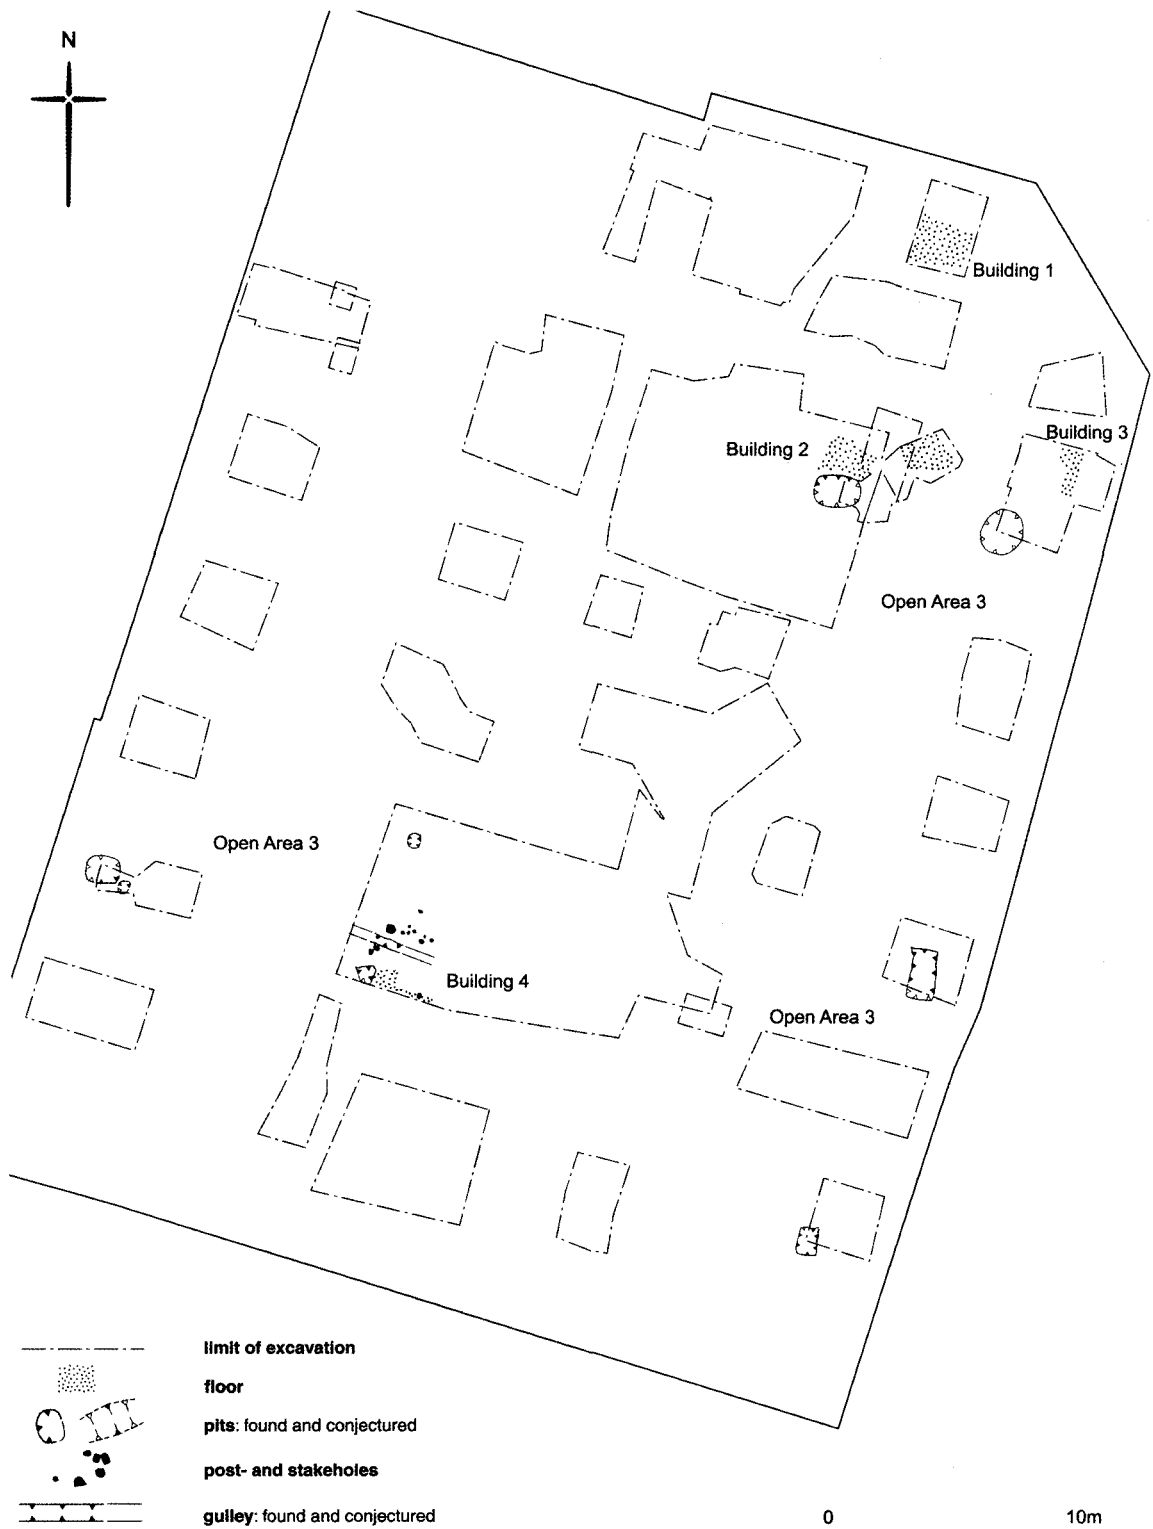 N
Building 1
Building 3
Building 2
Open Area 3
Open Area 3
Building 4
Open Area 3
limit of excavation
floor
pits: found and conjectured
post- and stakeholes
gulley: found and conjectured
0 10m